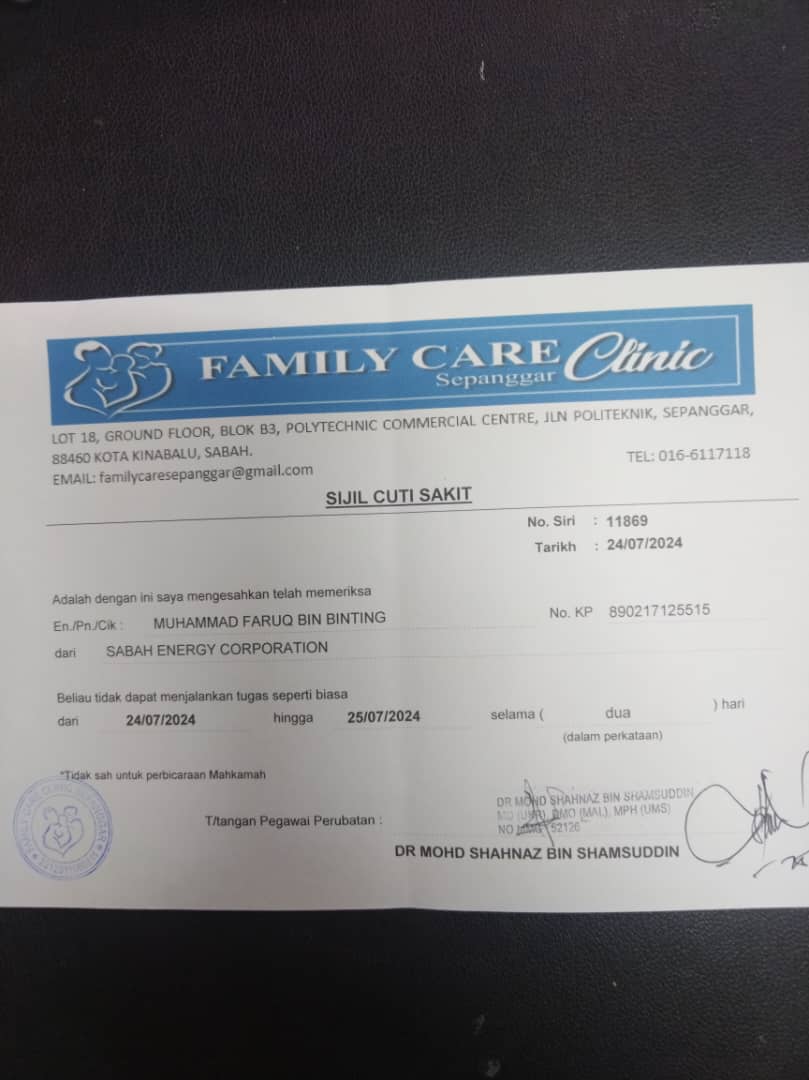 FAMILY CARE Clinic
Sepanggar
LOT 18, GROUND FLOOR, BLOK B3, POLYTECHNIC COMMERCIAL CENTRE, JLN POLITEKNIK, SEPANGGAR,
88460 KOTA KINABALU, SABAH.
EMAIL: familycaresepanggar@gmail.com TEL: 016-6117118
SIJIL CUTI SAKIT
No. Siri : 11869
Tarikh : 24/07/2024
Adalah dengan ini saya mengesahkan telah memeriksa
En./Pn./Cik : MUHAMMAD FARUQ BIN BINTING No. KP 890217125515
dari SABAH ENERGY CORPORATION
Beliau tidak dapat menjalankan tugas seperti biasa
dari 24/07/2024 hingga 25/07/2024 selama ( dua ) hari
(dalam perkataan)
*Tidak sah untuk perbicaraan Mahkamah
DR MOHD SHAHNAZ BIN SHAMSUDDIN
(MAL), MPH (UMS)
NO 52126
T/tangan Pegawai Perubatan :
DR MOHD SHAHNAZ BIN SHAMSUDDIN
FAMILY CARE CLINIC